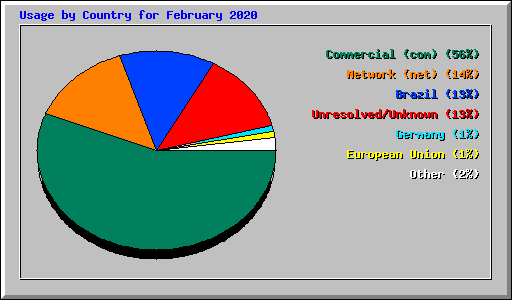 Usage by Country for February 2020
Commercial (com) (56%)
Network (net) (14%)
Brazil (13%)
Unresolved/Unknown (13%)
Germany (1%)
European Union (1%)
Other (2%)